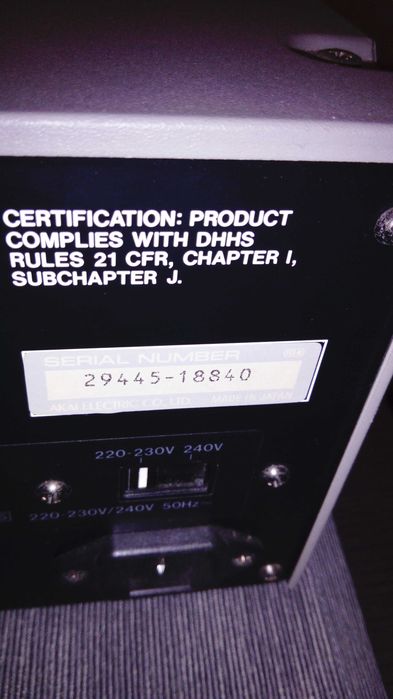 CERTIFICATION: PRODUCT
COMPLIES WITH DHHS
RULES 21 CFR, CHAPTER I,
SUBCHAPTER J.
SERIAL NUMBER
29445-18840
AKAI ELECTRIC CO., LTD. MADE IN JAPAN
220-230V 240V
220-230V/240V 50Hz